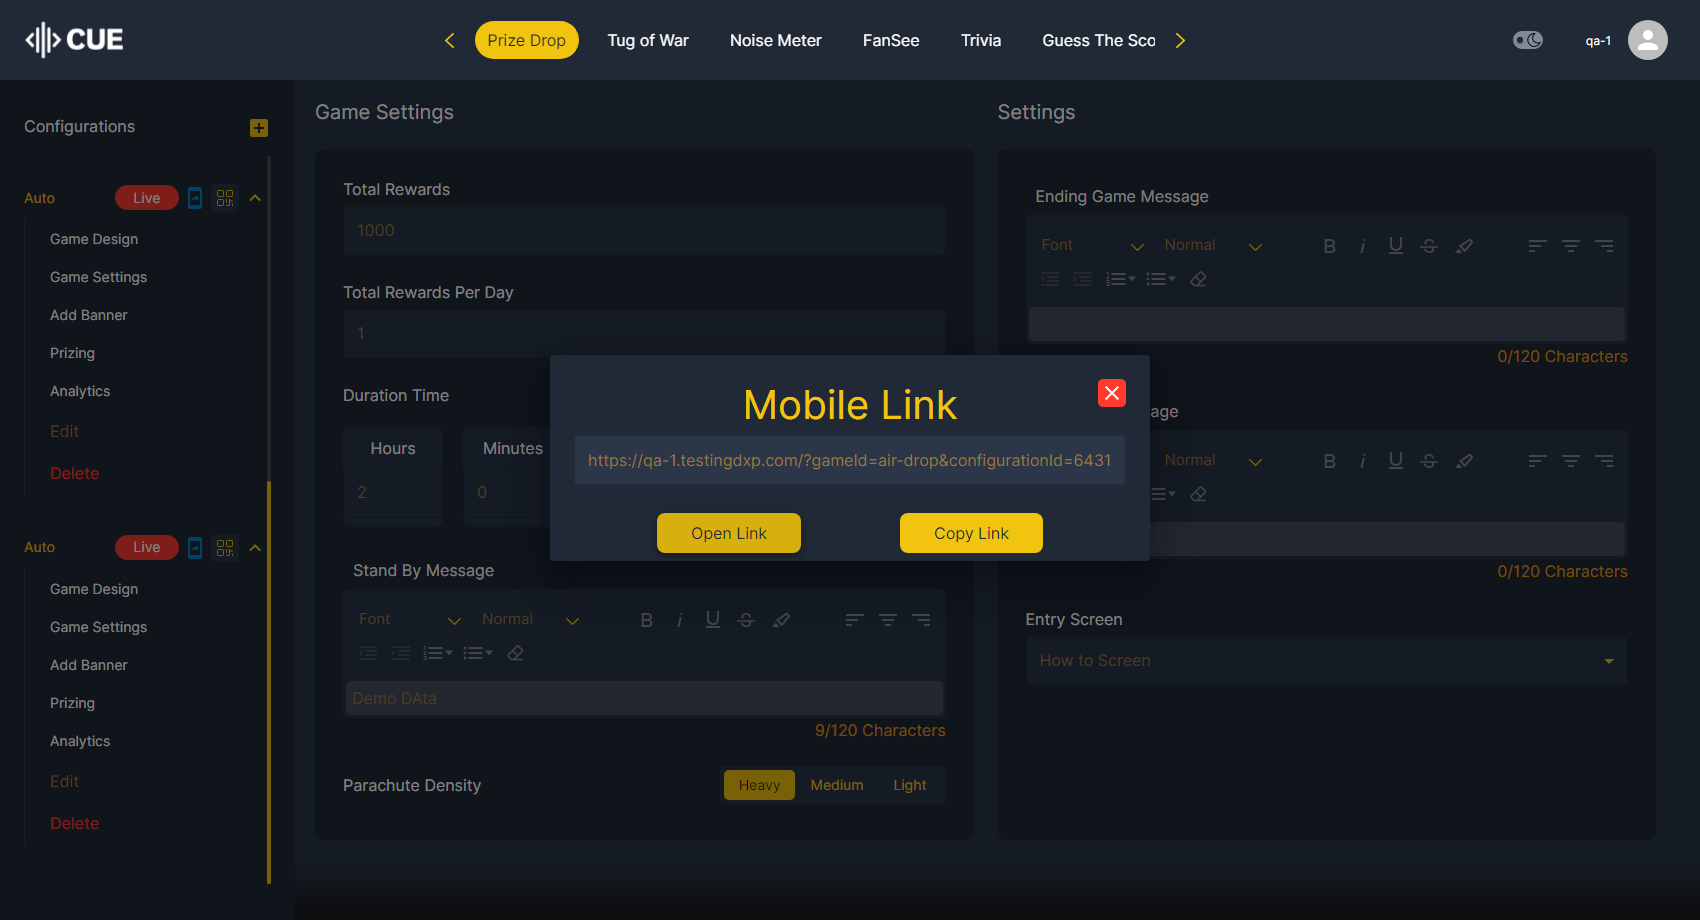 CUE
Prize Drop
Tug of War
Noise Meter
FanSee
Trivia
Guess The Sco
qa-1
Configurations
Auto
Live
Game Design
Game Settings
Add Banner
Prizing
Analytics
Edit
Delete
Auto
Live
Game Design
Game Settings
Add Banner
Prizing
Analytics
Edit
Delete
Game Settings
Total Rewards
1000
Total Rewards Per Day
1
Duration Time
Hours
Minutes
2
0
Stand By Message
Font
Normal
Demo DAta
9/120 Characters
Parachute Density
Heavy
Medium
Light
Mobile Link
https://qa-1.testingdxp.com/?gameId=air-drop&configurationId=6431
Open Link
Copy Link
Settings
Ending Game Message
Font
Normal
0/120 Characters
age
Normal
0/120 Characters
Entry Screen
How to Screen